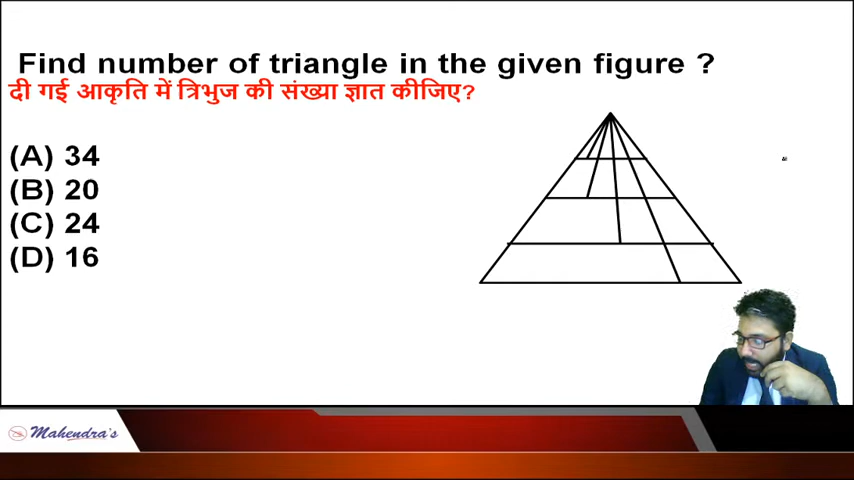 Find number of triangle in the given figure ?
दी गई आकृति में त्रिभुज की संख्या ज्ञात कीजिए?
(A) 34
(B) 20
(C) 24
(D) 16
Mahendra's